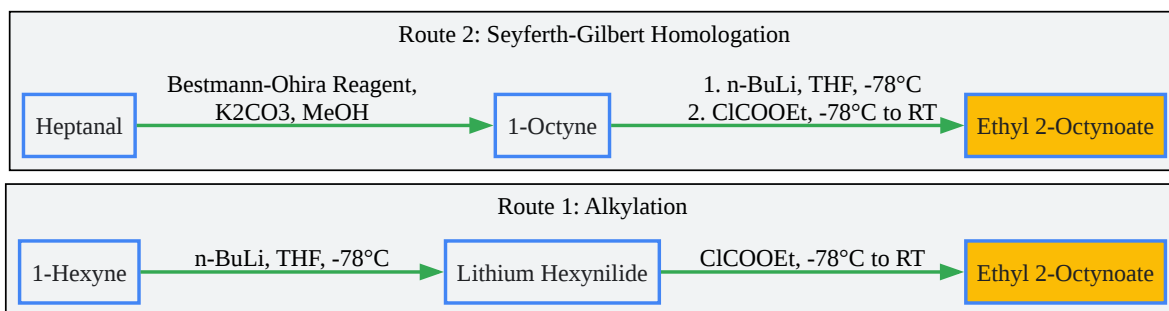 Route 2: Seyferth-Gilbert Homologation
Heptanal
Bestmann-Ohira Reagent,
K2CO3, MeOH
1-Octyne
1. n-BuLi, THF, -78°C
2. ClCOOEt, -78°C to RT
Ethyl 2-Octynoate
Route 1: Alkylation
1-Hexyne
n-BuLi, THF, -78°C
Lithium Hexynilide
ClCOOEt, -78°C to RT
Ethyl 2-Octynoate